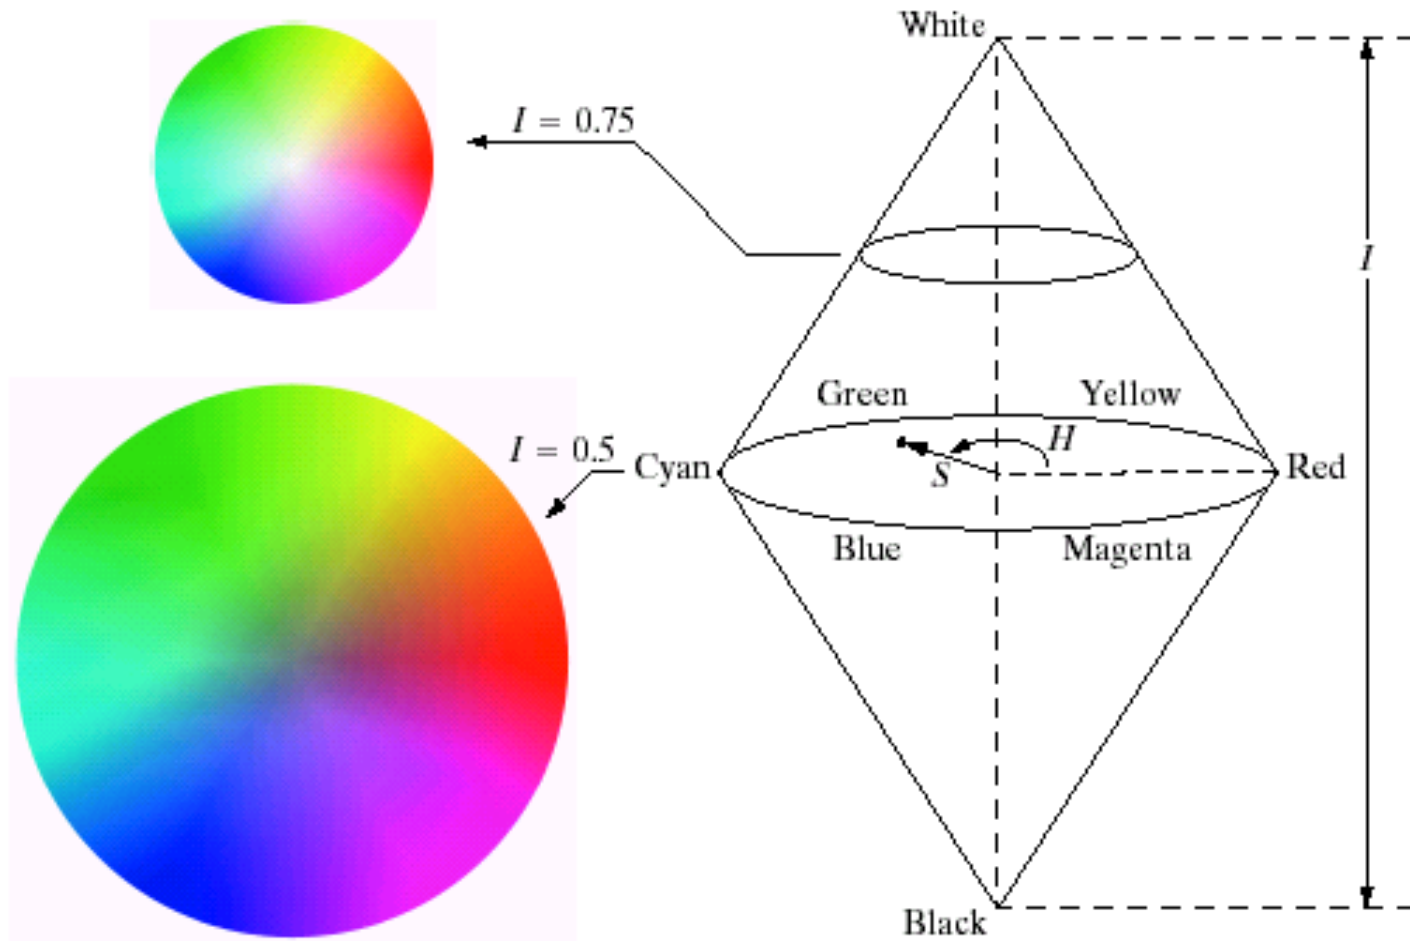 White
I = 0.75
I
Green Yellow
I = 0.5
H
Cyan S Red
Blue Magenta
Black